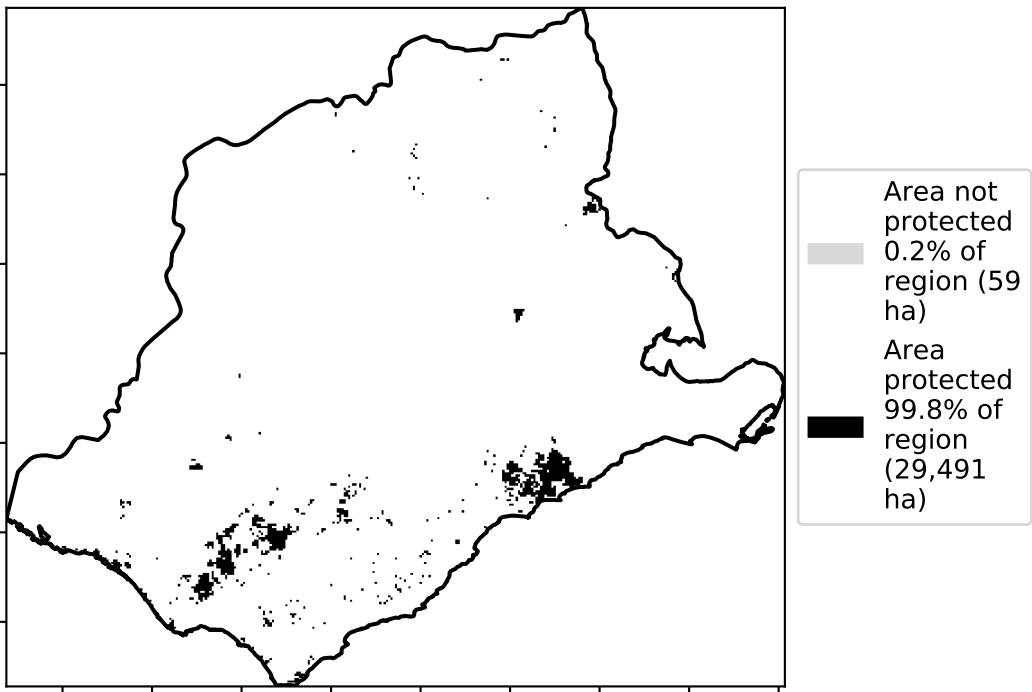 Area not
protected
0.2% of
region (59
ha)
Area
protected
99.8% of
region
(29,491
ha)